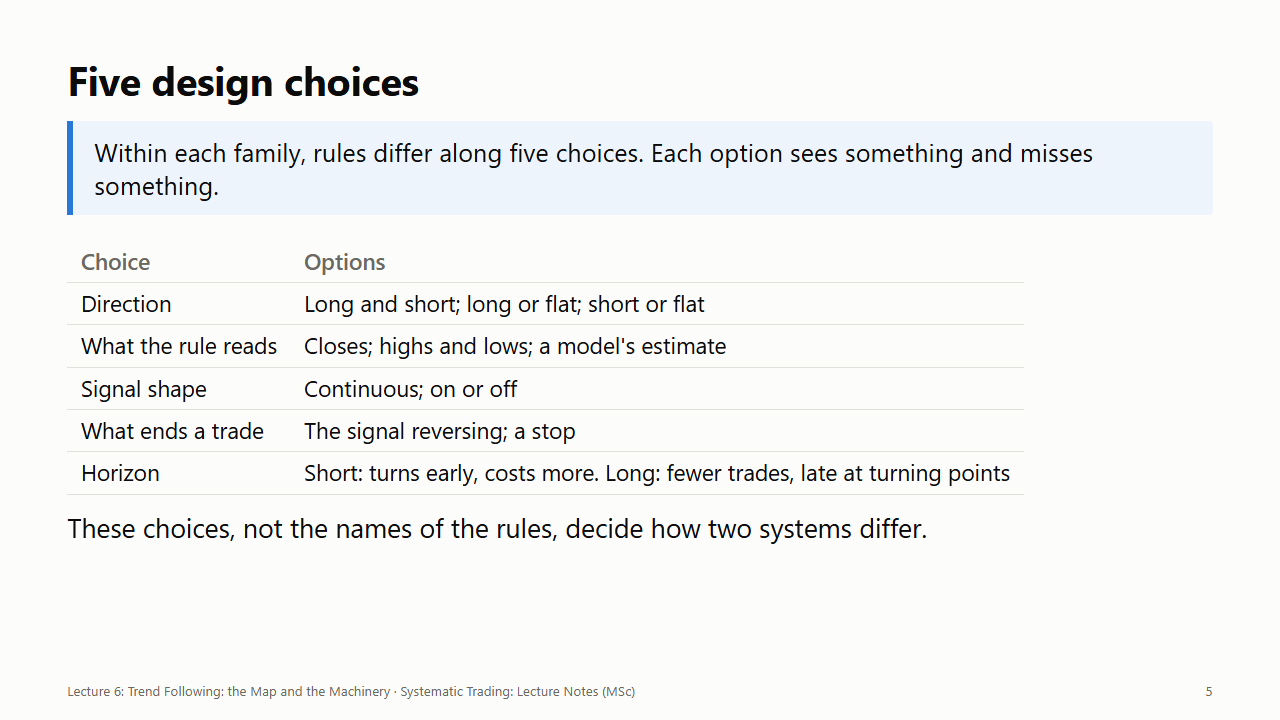 Five design choices
Within each family, rules differ along five choices. Each option sees something and misses
something.
Choice Options
Direction Long and short; long or flat; short or flat
What the rule reads Closes; highs and lows; a model's estimate
Signal shape Continuous; on or off
What ends a trade The signal reversing; a stop
Horizon Short: turns early, costs more. Long: fewer trades, late at turning points
These choices, not the names of the rules, decide how two systems differ.
Lecture 6: Trend Following: the Map and the Machinery · Systematic Trading: Lecture Notes (MSc) 5